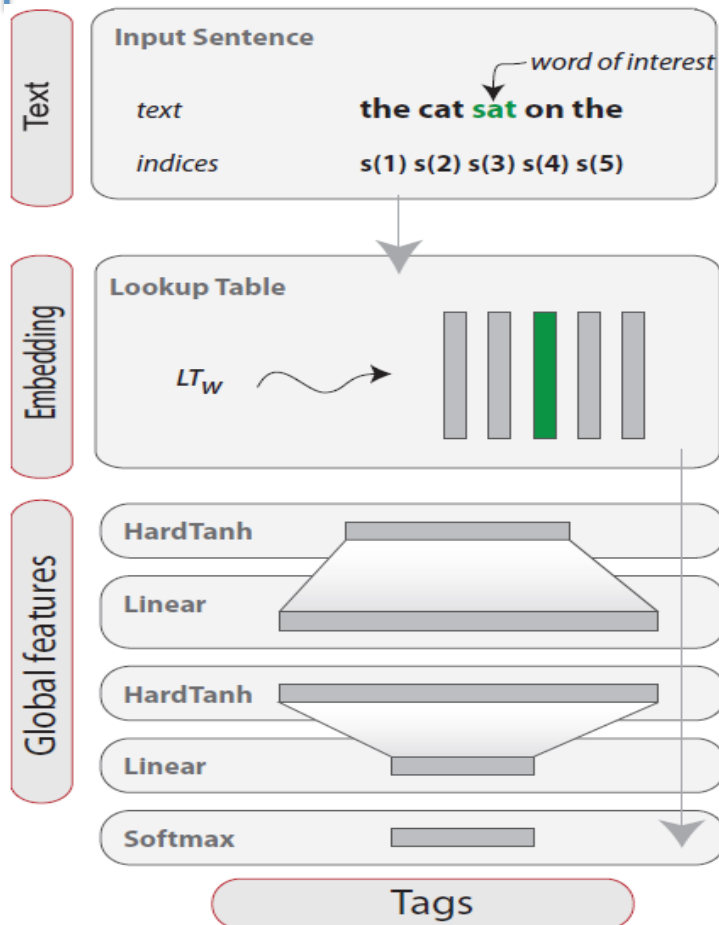 Text
Input Sentence
word of interest
text the cat sat on the
indices s(1) s(2) s(3) s(4) s(5)
Embedding
Lookup Table
LTw
Global features
HardTanh
Linear
HardTanh
Linear
Softmax
Tags